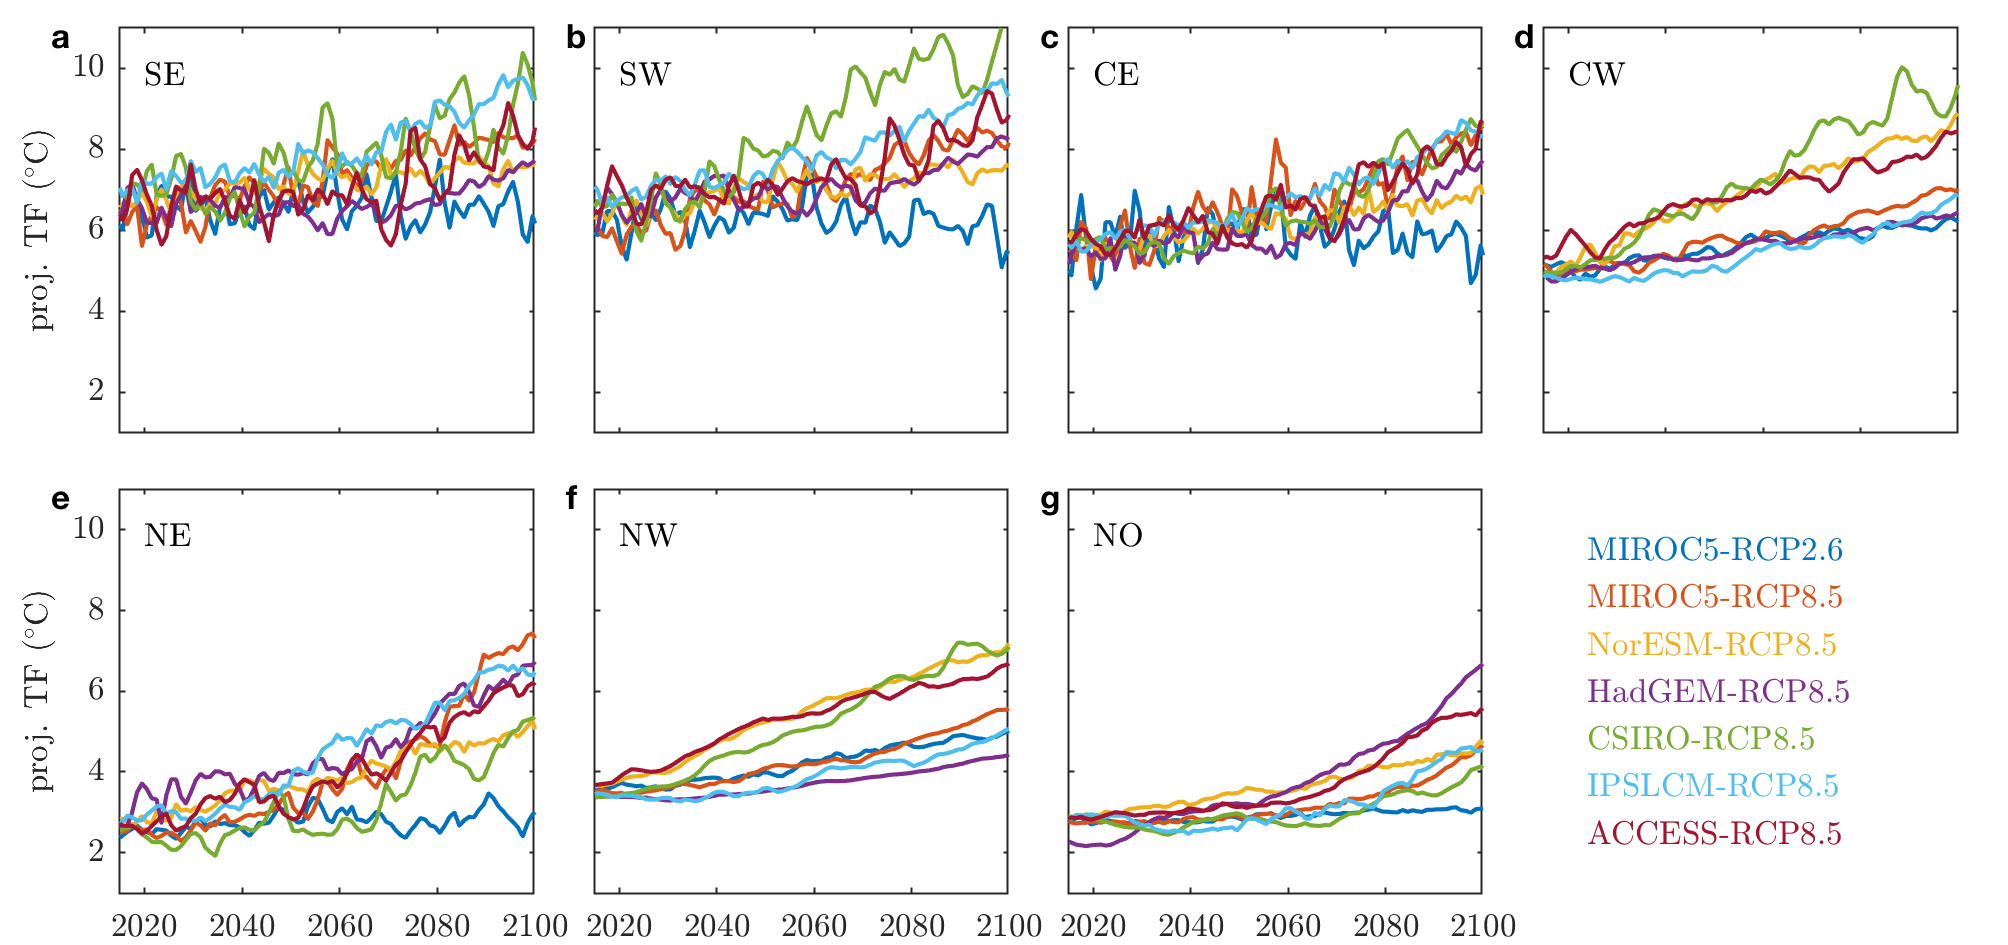 a
SE
b
SW
c
CE
d
CW
10
8
6
4
2
proj. TF (°C)
e
NE
f
NW
g
NO
10
8
6
4
2
proj. TF (°C)
2020 2040 2060 2080 2100
2020 2040 2060 2080 2100
2020 2040 2060 2080 2100
MIROC5-RCP2.6
MIROC5-RCP8.5
NorESM-RCP8.5
HadGEM-RCP8.5
CSIRO-RCP8.5
IPSLCM-RCP8.5
ACCESS-RCP8.5